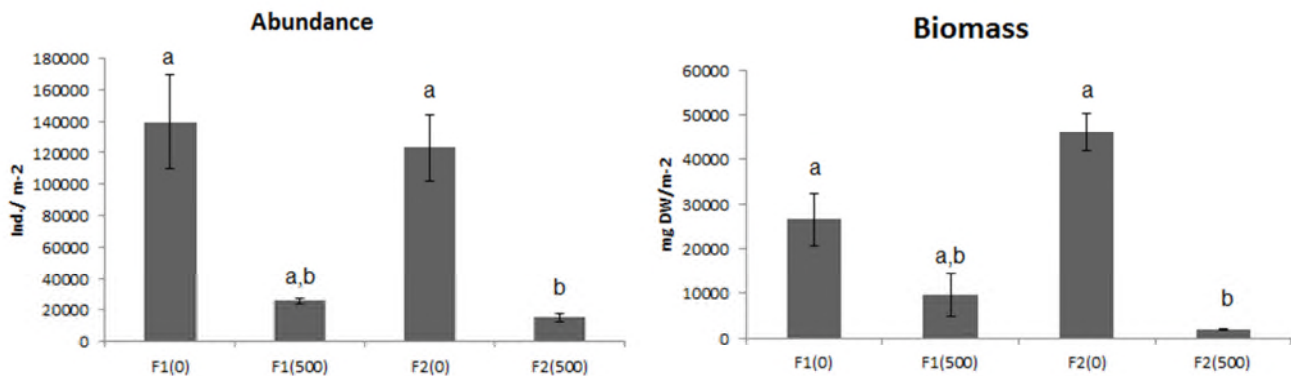 Abundance
Ind./ m-2
180000
160000
140000
120000
100000
80000
60000
40000
20000
0
a
a,b
a
b
F1(0) F1(500) F2(0) F2(500)
Biomass
mg DW/m-2
60000
50000
40000
30000
20000
10000
0
a
a,b
a
b
F1(0) F1(500) F2(0) F2(500)